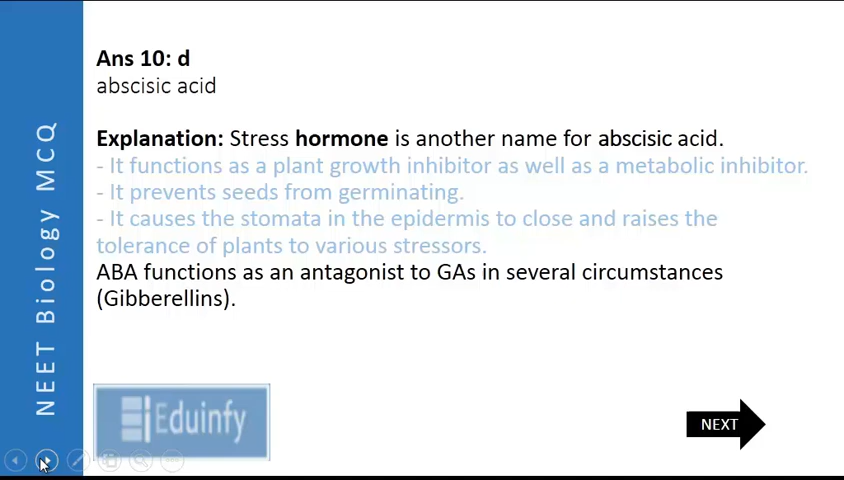 Ans 10: d
abscisic acid
Explanation: Stress hormone is another name for abscisic acid.
- It functions as a plant growth inhibitor as well as a metabolic inhibitor.
- It prevents seeds from germinating.
- It causes the stomata in the epidermis to close and raises the
tolerance of plants to various stressors.
ABA functions as an antagonist to GAs in several circumstances
(Gibberellins).
NEET Biology MCQ
Eduinfy
NEXT